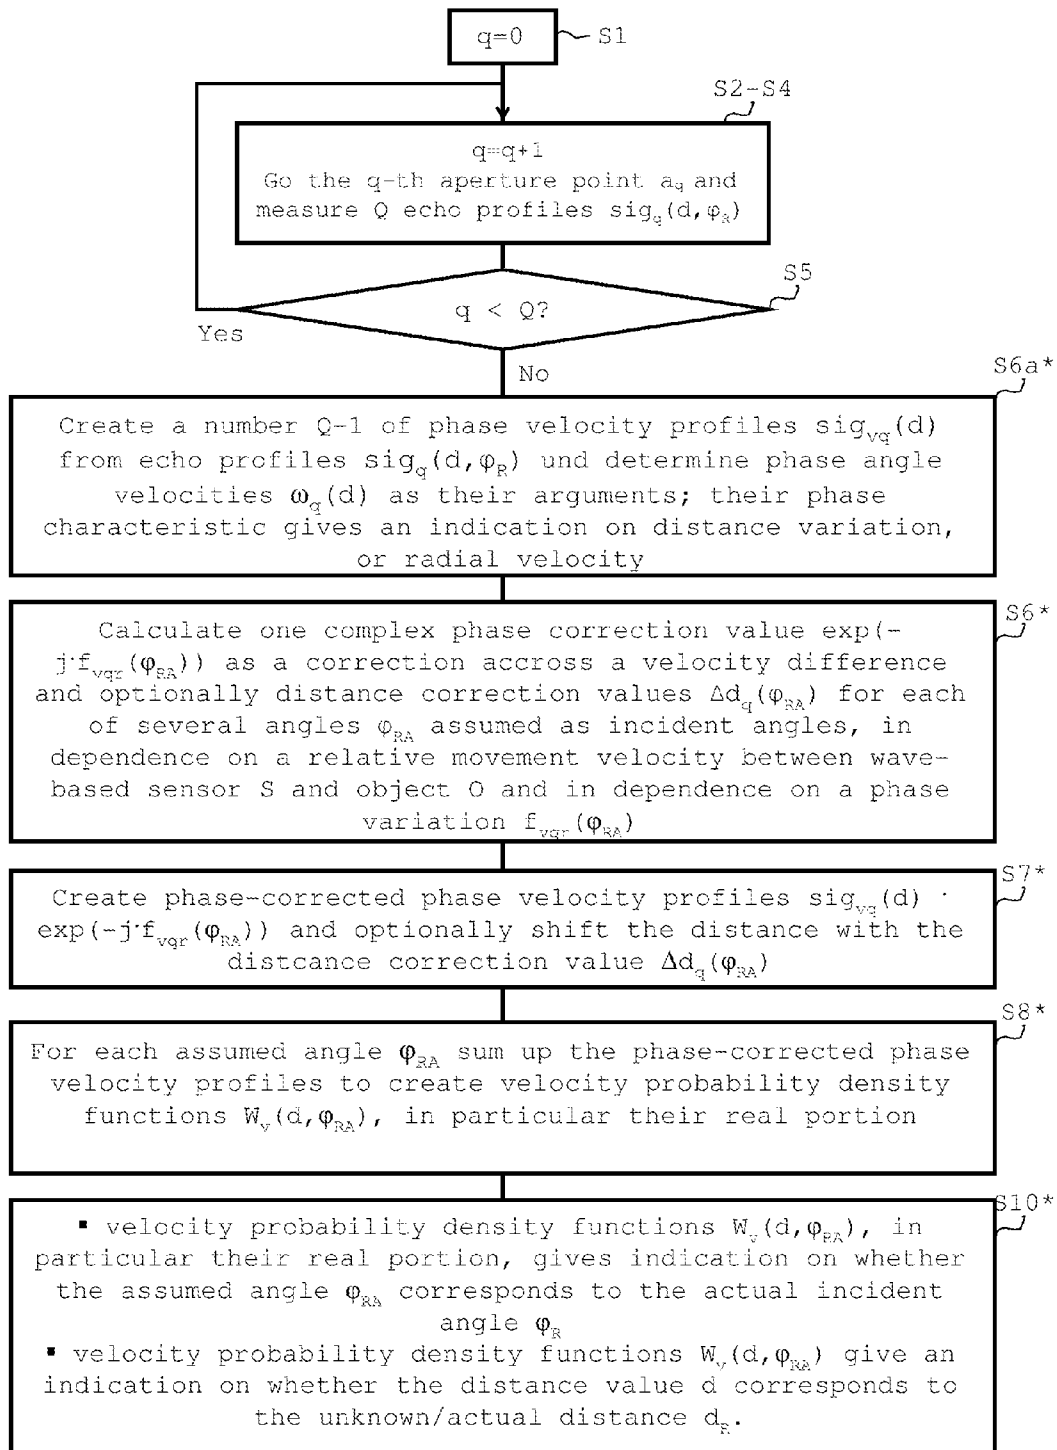 q=0
S1
S2-S4
q=q+1
Go the q-th aperture point a_q and
measure Q echo profiles sig_q(d,φ_R)
S5
q < Q?
Yes
No
S6a*
Create a number Q-1 of phase velocity profiles sig_vq(d)
from echo profiles sig_q(d,φ_R) und determine phase angle
velocities ω_q(d) as their arguments; their phase
characteristic gives an indication on distance variation,
or radial velocity
S6*
Calculate one complex phase correction value exp(-
j·f_vqr(φ_RA)) as a correction accross a velocity difference
and optionally distance correction values Δd_q(φ_RA) for each
of several angles φ_RA assumed as incident angles, in
dependence on a relative movement velocity between wave-
based sensor S and object O and in dependence on a phase
variation f_vqr(φ_RA)
S7*
Create phase-corrected phase velocity profiles sig_vq(d) ·
exp(-j·f_vqr(φ_RA)) and optionally shift the distance with the
distcance correction value Δd_q(φ_RA)
S8*
For each assumed angle φ_RA sum up the phase-corrected phase
velocity profiles to create velocity probability density
functions W_v(d,φ_RA), in particular their real portion
S10*
▪ velocity probability density functions W_v(d,φ_RA), in
particular their real portion, gives indication on whether
the assumed angle φ_RA corresponds to the actual incident
angle φ_R
▪ velocity probability density functions W_v(d,φ_RA) give an
indication on whether the distance value d corresponds to
the unknown/actual distance d_R.